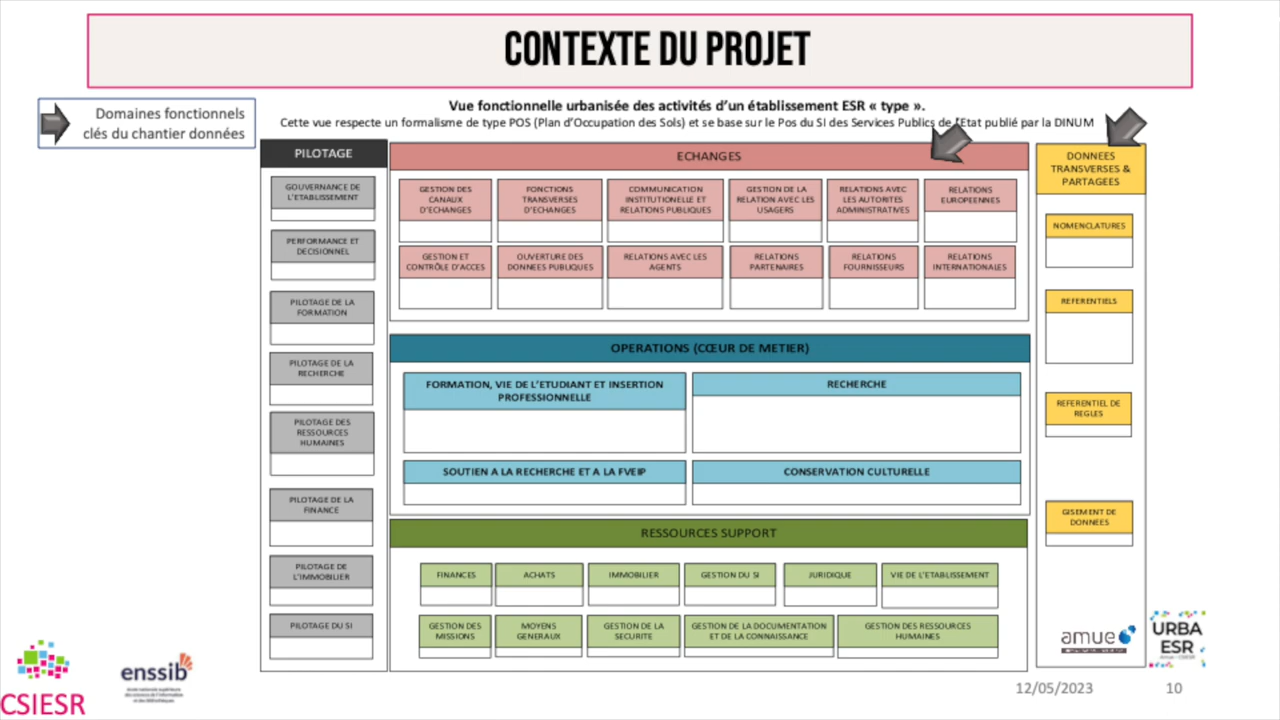 CONTEXTE DU PROJET
Domaines fonctionnels
clés du chantier données
Vue fonctionnelle urbanisée des activités d'un établissement ESR « type ».
Cette vue respecte un formalisme de type POS (Plan d'Occupation des Sols) et se base sur le Pos du SI des Services Publics de l'Etat publié par la DINUM
PILOTAGE
GOUVERNANCE DE
L'ETABLISSEMENT
PERFORMANCE ET
DECISIONNEL
PILOTAGE DE LA
FORMATION
PILOTAGE DE LA
RECHERCHE
PILOTAGE DES
RESSOURCES
HUMAINES
PILOTAGE DE LA
FINANCE
PILOTAGE DE
L'IMMOBILIER
PILOTAGE DU SI
ECHANGES
GESTION DES
CANAUX
D'ECHANGES
FONCTIONS
TRANSVERSES
D'ECHANGES
COMMUNICATION
INSTITUTIONNELLE ET
RELATIONS PUBLIQUES
GESTION DE LA
RELATION AVEC LES
USAGERS
RELATIONS AVEC
LES AUTORITES
ADMINISTRATIVES
RELATIONS
EUROPEENNES
GESTION ET
CONTRÔLE D'ACCES
OUVERTURE DES
DONNEES PUBLIQUES
RELATIONS AVEC LES
AGENTS
RELATIONS
PARTENAIRES
RELATIONS
FOURNISSEURS
RELATIONS
INTERNATIONALES
OPERATIONS (CŒUR DE METIER)
FORMATION, VIE DE L'ETUDIANT ET INSERTION
PROFESSIONNELLE
RECHERCHE
SOUTIEN A LA RECHERCHE ET A LA FVEIP
CONSERVATION CULTURELLE
RESSOURCES SUPPORT
FINANCES
ACHATS
IMMOBILIER
GESTION DU SI
JURIDIQUE
VIE DE L'ETABLISSEMENT
GESTION DES
MISSIONS
MOYENS
GENERAUX
GESTION DE LA
SECURITE
GESTION DE LA DOCUMENTATION
ET DE LA CONNAISSANCE
GESTION DES RESSOURCES
HUMAINES
DONNEES
TRANSVERSES &
PARTAGEES
NOMENCLATURES
REFERENTIELS
REFERENTIEL DE
REGLES
GISEMENT DE
DONNEES
amue
URBA
ESR
CSIESR
enssib
12/05/2023
10